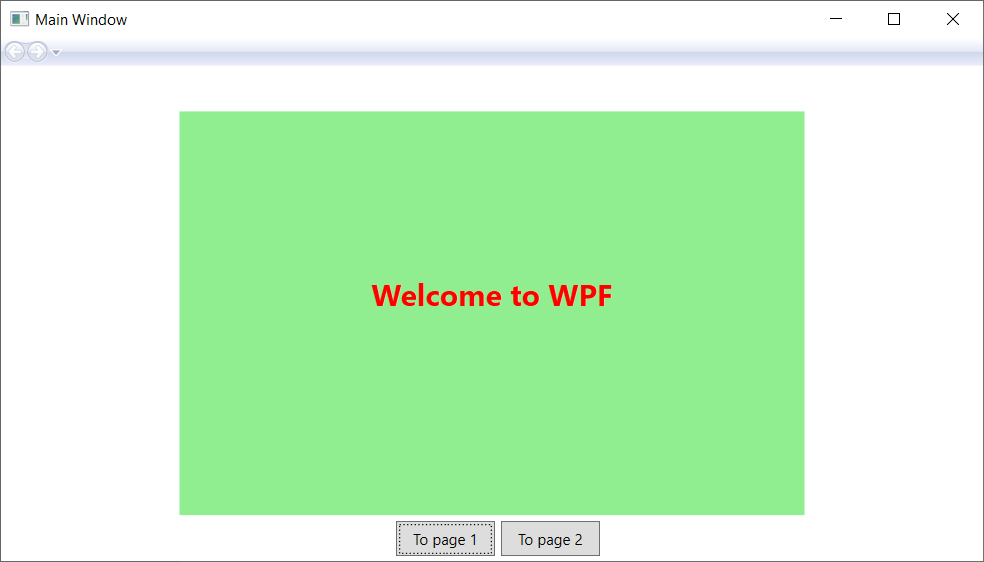 Main Window
Welcome to WPF
To page 1
To page 2